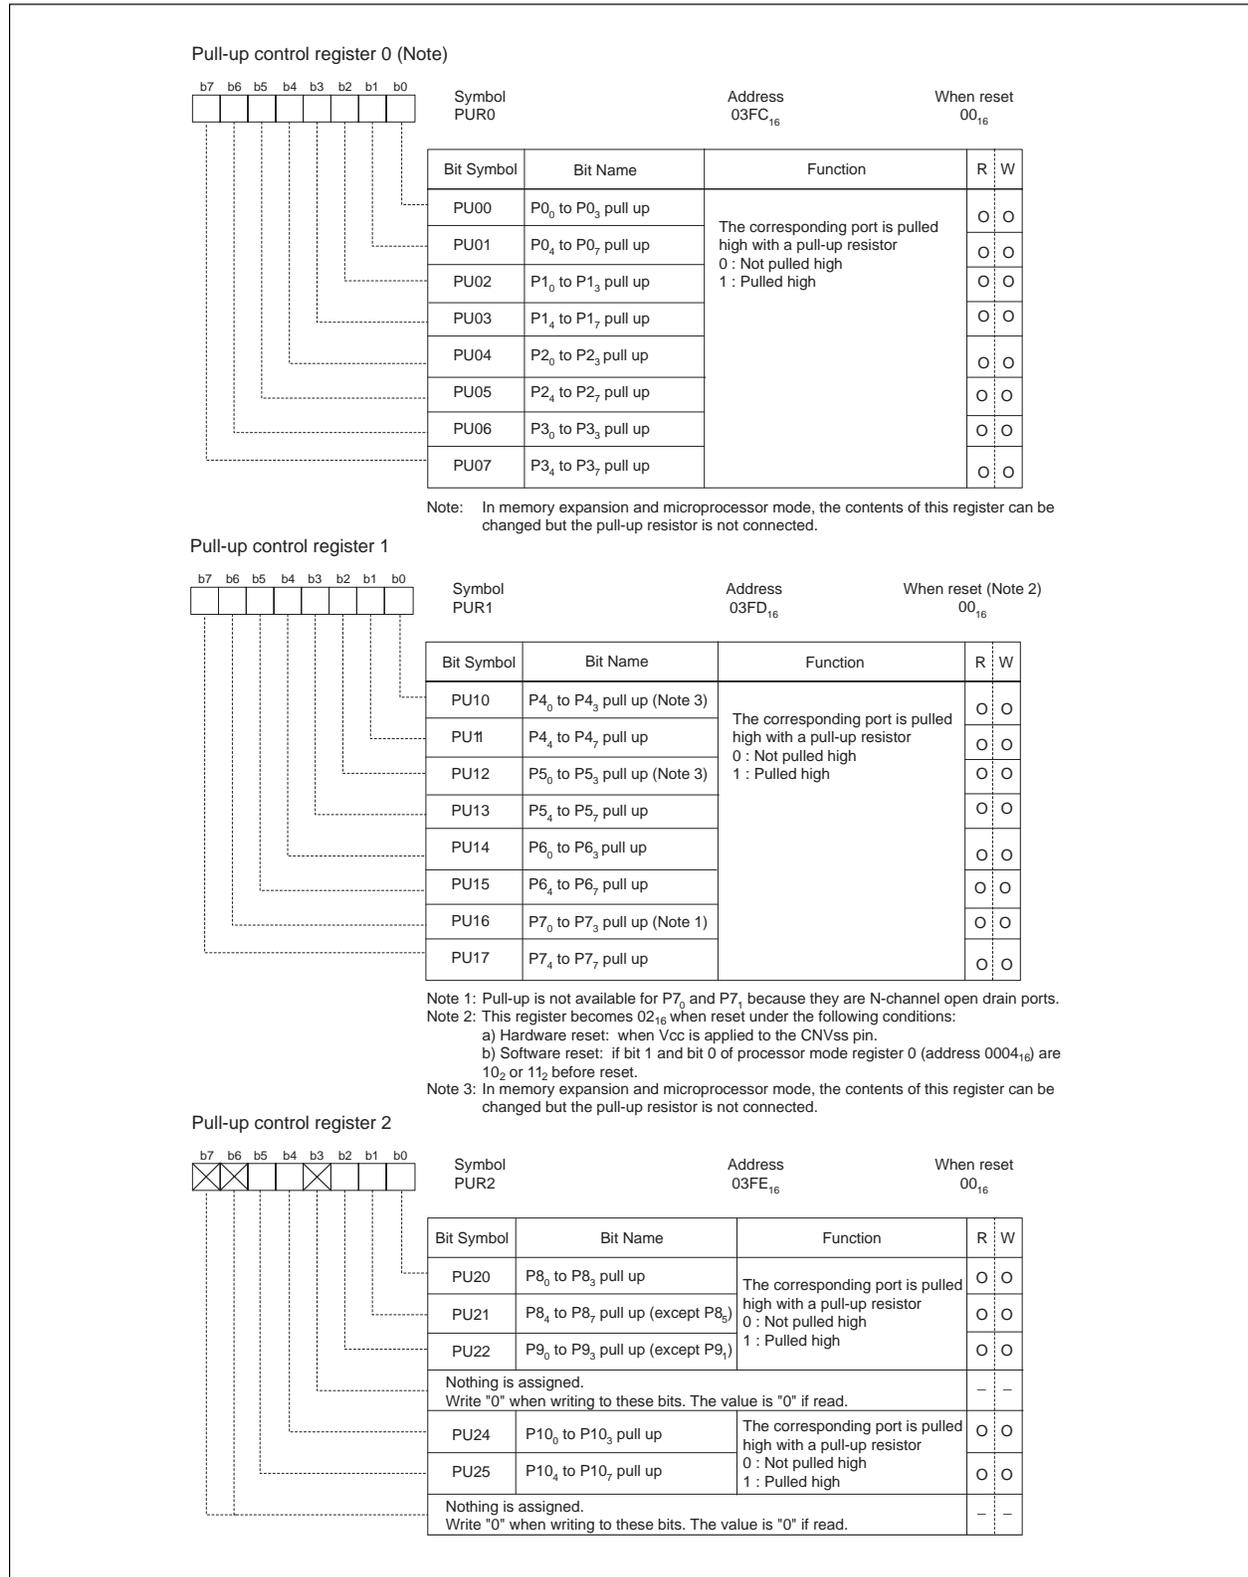 Pull-up control register 0 (Note)
b7 b6 b5 b4 b3 b2 b1 b0
Symbol Address When reset
PUR0 03FC₁₆ 00₁₆
Bit Symbol Bit Name Function R W
PU00 P0₀ to P0₃ pull up O O
The corresponding port is pulled
PU01 P0₄ to P0₇ pull up high with a pull-up resistor O O
0 : Not pulled high
PU02 P1₀ to P1₃ pull up 1 : Pulled high O O
PU03 P1₄ to P1₇ pull up O O
PU04 P2₀ to P2₃ pull up O O
PU05 P2₄ to P2₇ pull up O O
PU06 P3₀ to P3₃ pull up O O
PU07 P3₄ to P3₇ pull up O O
Note: In memory expansion and microprocessor mode, the contents of this register can be
changed but the pull-up resistor is not connected.
Pull-up control register 1
b7 b6 b5 b4 b3 b2 b1 b0
Symbol Address When reset (Note 2)
PUR1 03FD₁₆ 00₁₆
Bit Symbol Bit Name Function R W
PU10 P4₀ to P4₃ pull up (Note 3) O O
The corresponding port is pulled
PU11 P4₄ to P4₇ pull up high with a pull-up resistor O O
0 : Not pulled high
PU12 P5₀ to P5₃ pull up (Note 3) 1 : Pulled high O O
PU13 P5₄ to P5₇ pull up O O
PU14 P6₀ to P6₃ pull up O O
PU15 P6₄ to P6₇ pull up O O
PU16 P7₀ to P7₃ pull up (Note 1) O O
PU17 P7₄ to P7₇ pull up O O
Note 1: Pull-up is not available for P7₀ and P7₁ because they are N-channel open drain ports.
Note 2: This register becomes 02₁₆ when reset under the following conditions:
a) Hardware reset: when Vcc is applied to the CNVss pin.
b) Software reset: if bit 1 and bit 0 of processor mode register 0 (address 0004₁₆) are
10₂ or 11₂ before reset.
Note 3: In memory expansion and microprocessor mode, the contents of this register can be
changed but the pull-up resistor is not connected.
Pull-up control register 2
b7 b6 b5 b4 b3 b2 b1 b0
Symbol Address When reset
PUR2 03FE₁₆ 00₁₆
Bit Symbol Bit Name Function R W
PU20 P8₀ to P8₃ pull up O O
The corresponding port is pulled
high with a pull-up resistor
PU21 P8₄ to P8₇ pull up (except P8₅) 0 : Not pulled high O O
1 : Pulled high
PU22 P9₀ to P9₃ pull up (except P9₁) O O
Nothing is assigned.
Write "0" when writing to these bits. The value is "0" if read. – –
The corresponding port is pulled
PU24 P10₀ to P10₃ pull up high with a pull-up resistor O O
0 : Not pulled high
PU25 P10₄ to P10₇ pull up 1 : Pulled high O O
Nothing is assigned.
Write "0" when writing to these bits. The value is "0" if read. – –